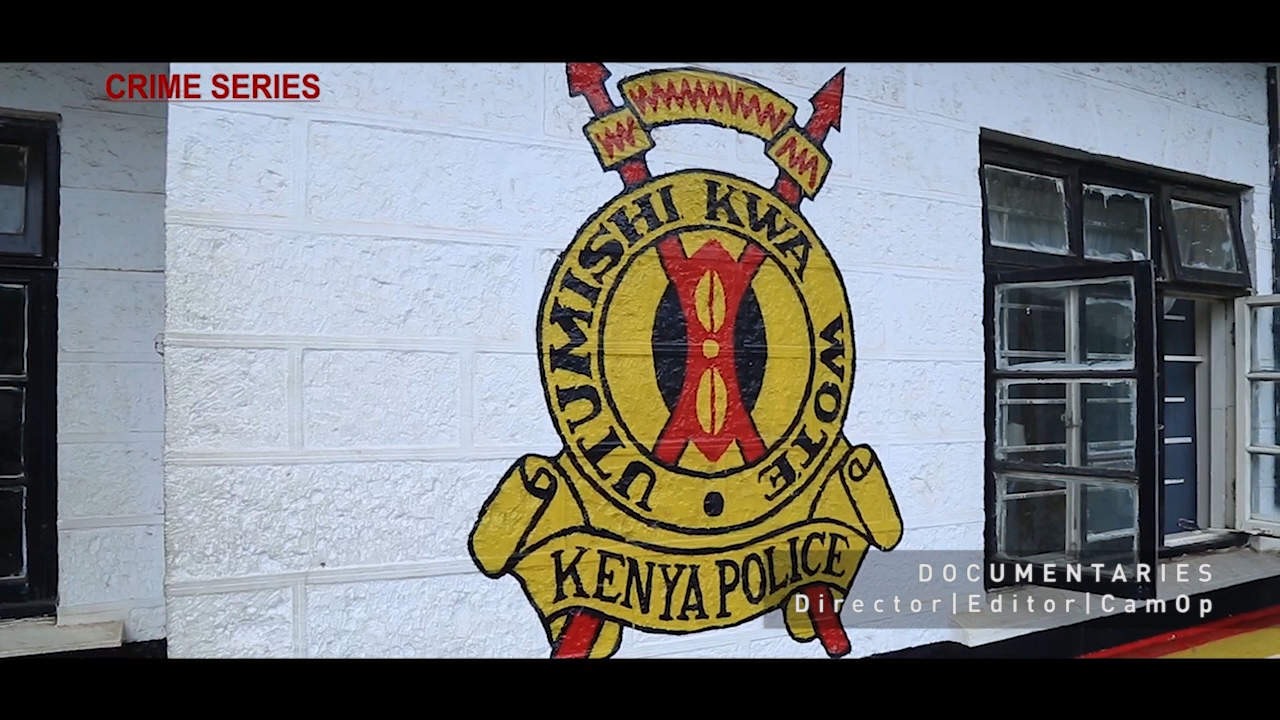 CRIME SERIES
UTUMISHI KWA WOTE
KENYA POLICE
DOCUMENTARIES
Director|Editor|CamOp